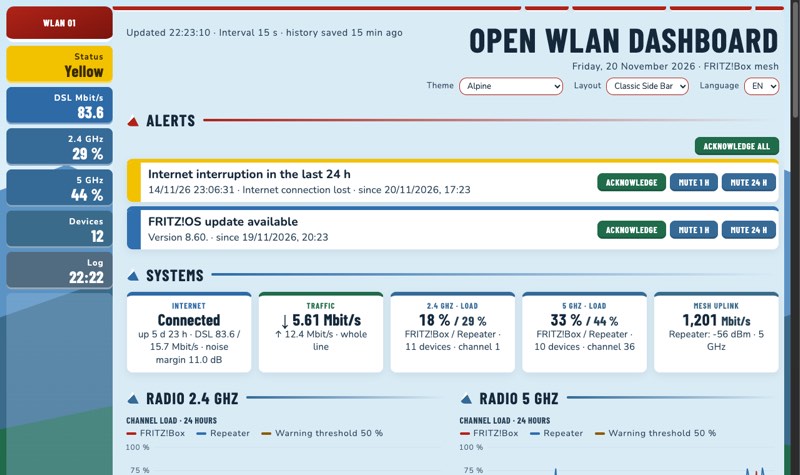 WLAN 01
Status
Yellow
DSL Mbit/s
83.6
2.4 GHz
29 %
5 GHz
44 %
Devices
12
Log
22:22
Updated 22:23:10 · Interval 15 s · history saved 15 min ago
OPEN WLAN DASHBOARD
Friday, 20 November 2026 · FRITZ!Box mesh
Theme Alpine Layout Classic Side Bar Language EN
ALERTS
ACKNOWLEDGE ALL
Internet interruption in the last 24 h
14/11/26 23:06:31 · Internet connection lost · since 20/11/2026, 17:23
ACKNOWLEDGE MUTE 1 H MUTE 24 H
FRITZ!OS update available
Version 8.60. · since 19/11/2026, 20:23
ACKNOWLEDGE MUTE 1 H MUTE 24 H
SYSTEMS
INTERNET
Connected
up 5 d 23 h · DSL 83.6 /
15.7 Mbit/s · noise
margin 11.0 dB
TRAFFIC
↓ 5.61 Mbit/s
↑ 12.4 Mbit/s · whole
line
2.4 GHZ · LOAD
18 % / 29 %
FRITZ!Box / Repeater ·
11 devices · channel 1
5 GHZ · LOAD
33 % / 44 %
FRITZ!Box / Repeater ·
10 devices · channel 36
MESH UPLINK
1,201 Mbit/s
Repeater: -56 dBm · 5
GHz
RADIO 2.4 GHZ
CHANNEL LOAD · 24 HOURS
FRITZ!Box Repeater Warning threshold 50 %
100 %
75 %
RADIO 5 GHZ
CHANNEL LOAD · 24 HOURS
FRITZ!Box Repeater Warning threshold 50 %
100 %
75 %